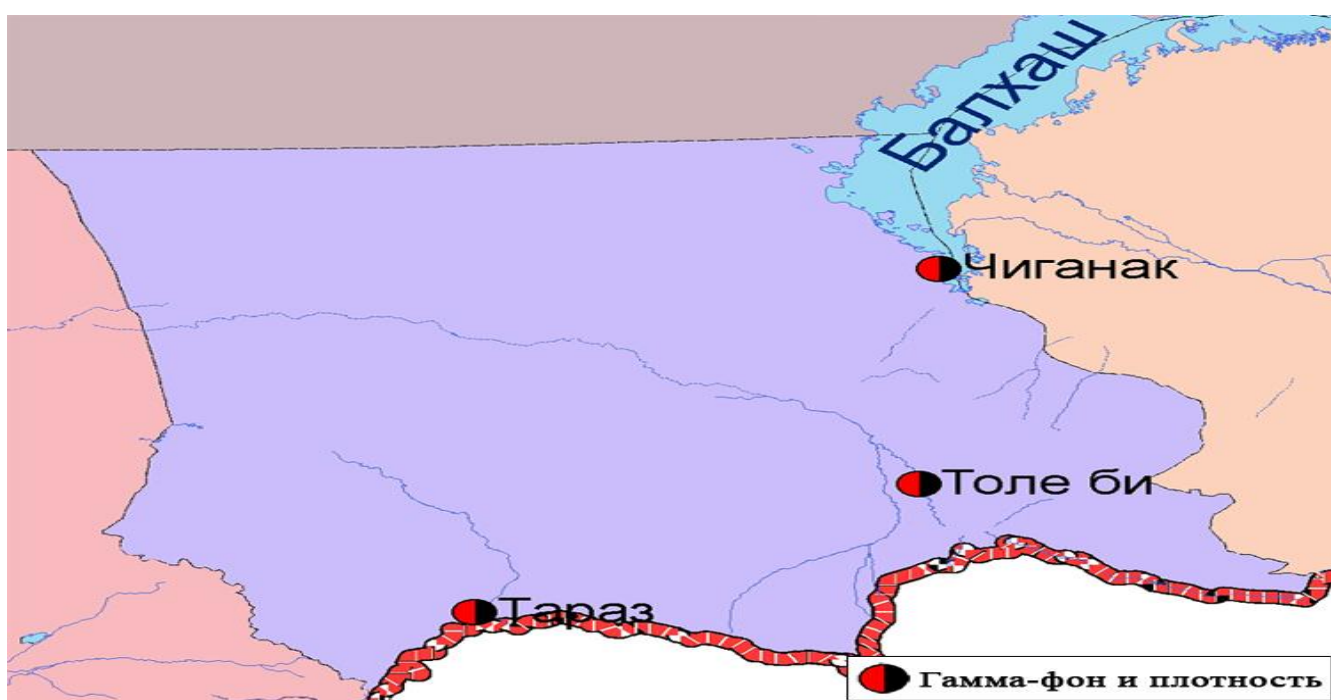 Балхаш
Чиганак
Толе би
Тараз
Гамма-фон и плотность